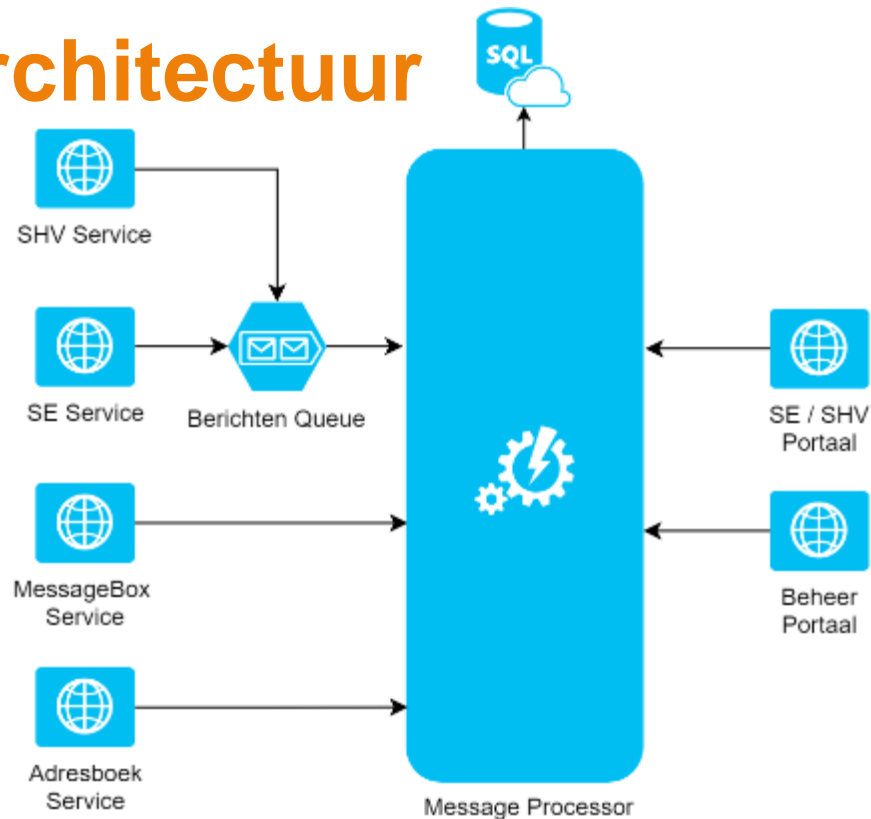 rchitectuur
SQL
SHV Service
SE Service
Berichten Queue
MessageBox
Service
Adresboek
Service
Message Processor
SE / SHV
Portaal
Beheer
Portaal